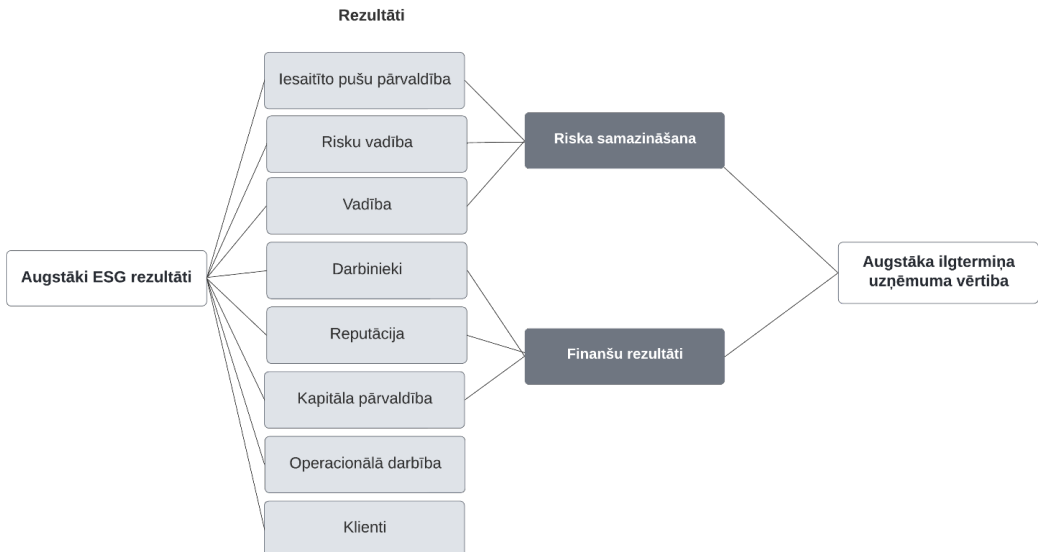 Rezultāti
Iesaitīto pušu pārvaldība
Risku vadība
Vadība
Darbinieki
Reputācija
Kapitāla pārvaldība
Operacionālā darbība
Klienti
Augstāki ESG rezultāti
Riska samazināšana
Finanšu rezultāti
Augstāka ilgtermiņa
uzņēmuma vērtiba